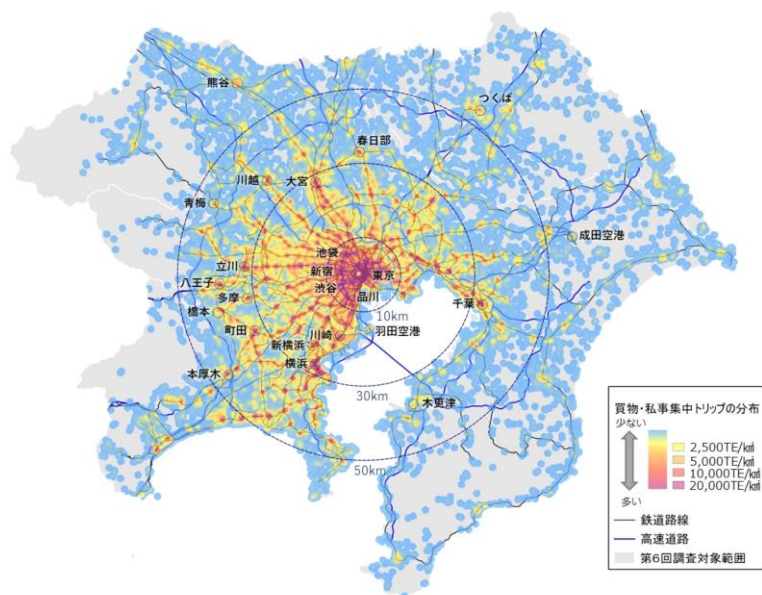 熊谷
つくば
春日部
川越
大宮
青梅
成田空港
池袋
立川
新宿
東京
八王子
渋谷
多摩
品川
千葉
橋本
10km
町田
川崎
羽田空港
新横浜
横浜
本厚木
30km
木更津
50km
買物・私事集中トリップの分布
少ない
2,500TE/k㎡
5,000TE/k㎡
10,000TE/k㎡
20,000TE/k㎡
多い
鉄道路線
高速道路
第6回調査対象範囲